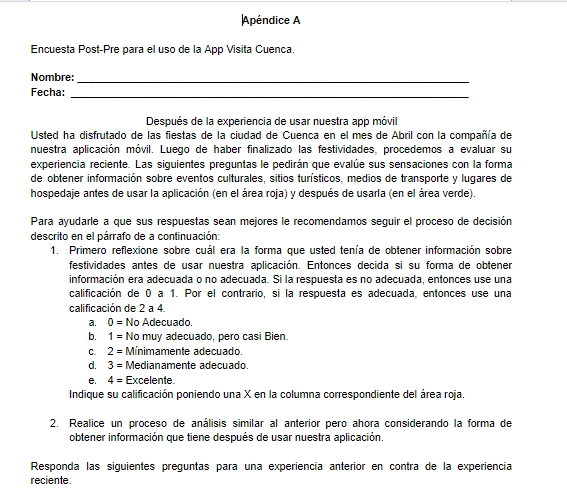 Apéndice A
Encuesta Post-Pre para el uso de la App Visita Cuenca.
Nombre:
Fecha:
Después de la experiencia de usar nuestra app móvil
Usted ha disfrutado de las fiestas de la ciudad de Cuenca en el mes de Abril con la compañía de
nuestra aplicación móvil. Luego de haber finalizado las festividades, procedemos a evaluar su
experiencia reciente. Las siguientes preguntas le pedirán que evalúe sus sensaciones con la forma
de obtener información sobre eventos culturales, sitios turísticos, medios de transporte y lugares de
hospedaje antes de usar la aplicación (en el área roja) y después de usarla (en el área verde).
Para ayudarle a que sus respuestas sean mejores le recomendamos seguir el proceso de decisión
descrito en el párrafo de a continuación:
1. Primero reflexione sobre cuál era la forma que usted tenía de obtener información sobre
festividades antes de usar nuestra aplicación. Entonces decida si su forma de obtener
información era adecuada o no adecuada. Si la respuesta es no adecuada, entonces use una
calificación de 0 a 1. Por el contrario, si la respuesta es adecuada, entonces use una
calificación de 2 a 4.
a. 0 = No Adecuado.
b. 1 = No muy adecuado, pero casi Bien.
c. 2 = Mínimamente adecuado.
d. 3 = Medianamente adecuado.
e. 4 = Excelente.
Indique su calificación poniendo una X en la columna correspondiente del área roja.
2. Realice un proceso de análisis similar al anterior pero ahora considerando la forma de
obtener información que tiene después de usar nuestra aplicación.
Responda las siguientes preguntas para una experiencia anterior en contra de la experiencia
reciente.